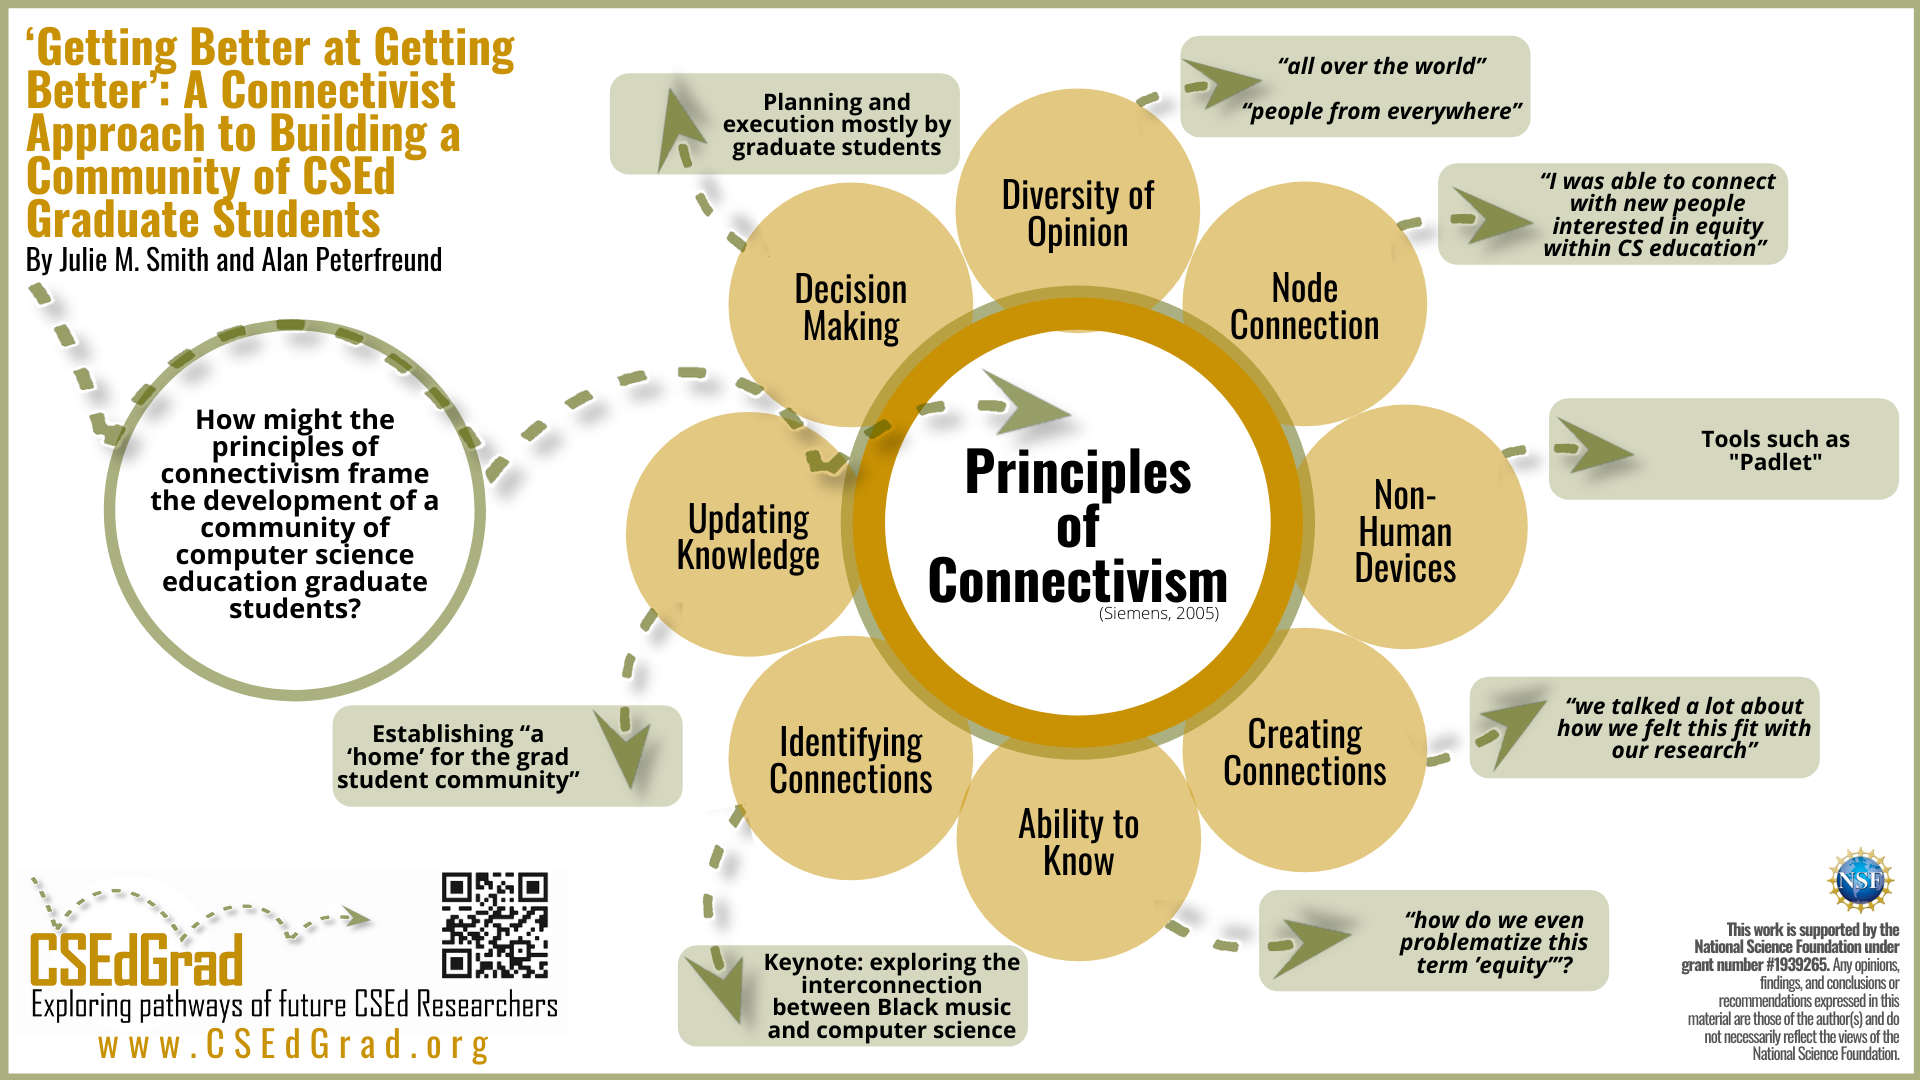 ‘Getting Better at Getting
Better’: A Connectivist
Approach to Building a
Community of CSEd
Graduate Students
By Julie M. Smith and Alan Peterfreund
How might the
principles of
connectivism frame
the development of a
community of
computer science
education graduate
students?
Principles
of
Connectivism
(Siemens, 2005)
Diversity of
Opinion
“all over the world”
“people from everywhere”
Node
Connection
“I was able to connect
with new people
interested in equity
within CS education”
Non-
Human
Devices
Tools such as
"Padlet"
Creating
Connections
“we talked a lot about
how we felt this fit with
our research”
Ability to
Know
“how do we even
problematize this
term ’equity’”?
Identifying
Connections
Keynote: exploring the
interconnection
between Black music
and computer science
Updating
Knowledge
Establishing “a
‘home’ for the grad
student community”
Decision
Making
Planning and
execution mostly by
graduate students
CSEdGrad
Exploring pathways of future CSEd Researchers
www.CSEdGrad.org
NSF
This work is supported by the
National Science Foundation under
grant number #1939265. Any opinions,
findings, and conclusions or
recommendations expressed in this
material are those of the author(s) and do
not necessarily reflect the views of the
National Science Foundation.